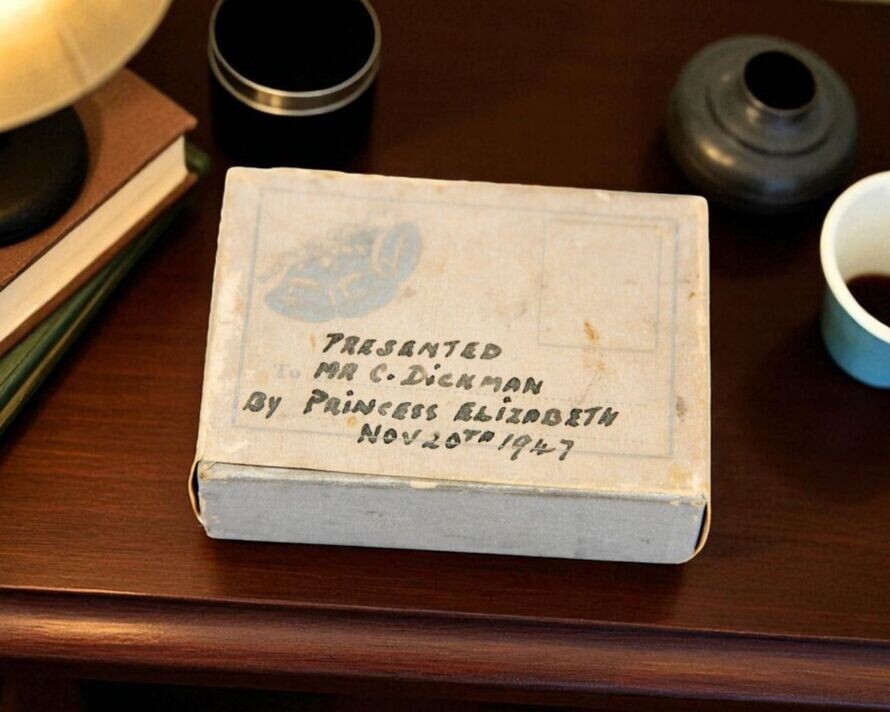 PRESENTED
To MR C. DiCKMAN
By PRiNCESS ELiZABETH
Nov 20TH 1947